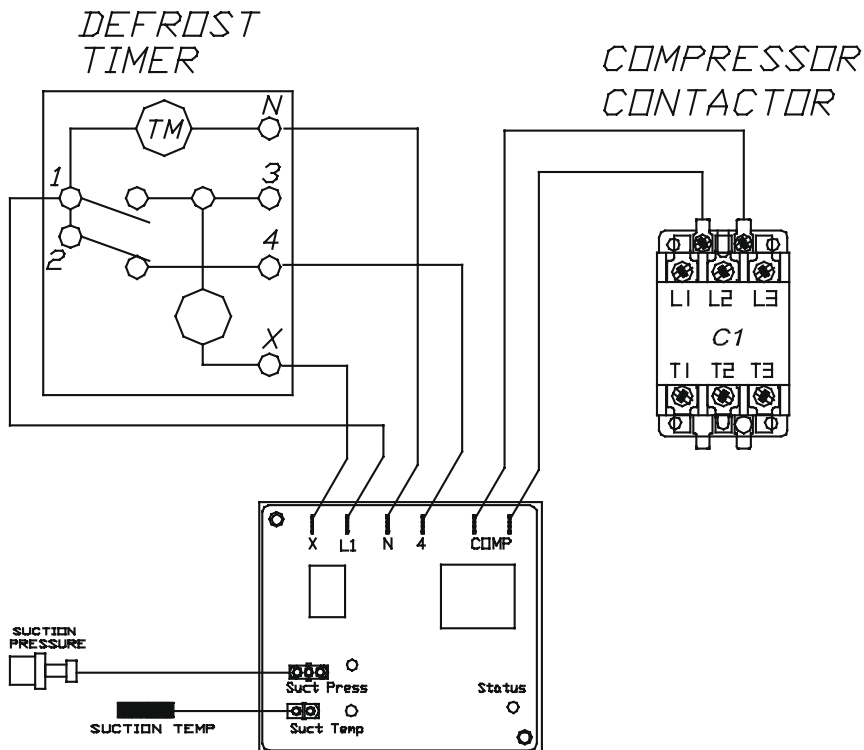 DEFROST
TIMER
COMPRESSOR
CONTACTOR
TM
N
1
3
2
4
X
L1 L2 L3
C1
T1 T2 T3
X L1 N 4 COMP
SUCTION
PRESSURE
Suct Press
Status
SUCTION TEMP
Suct Temp